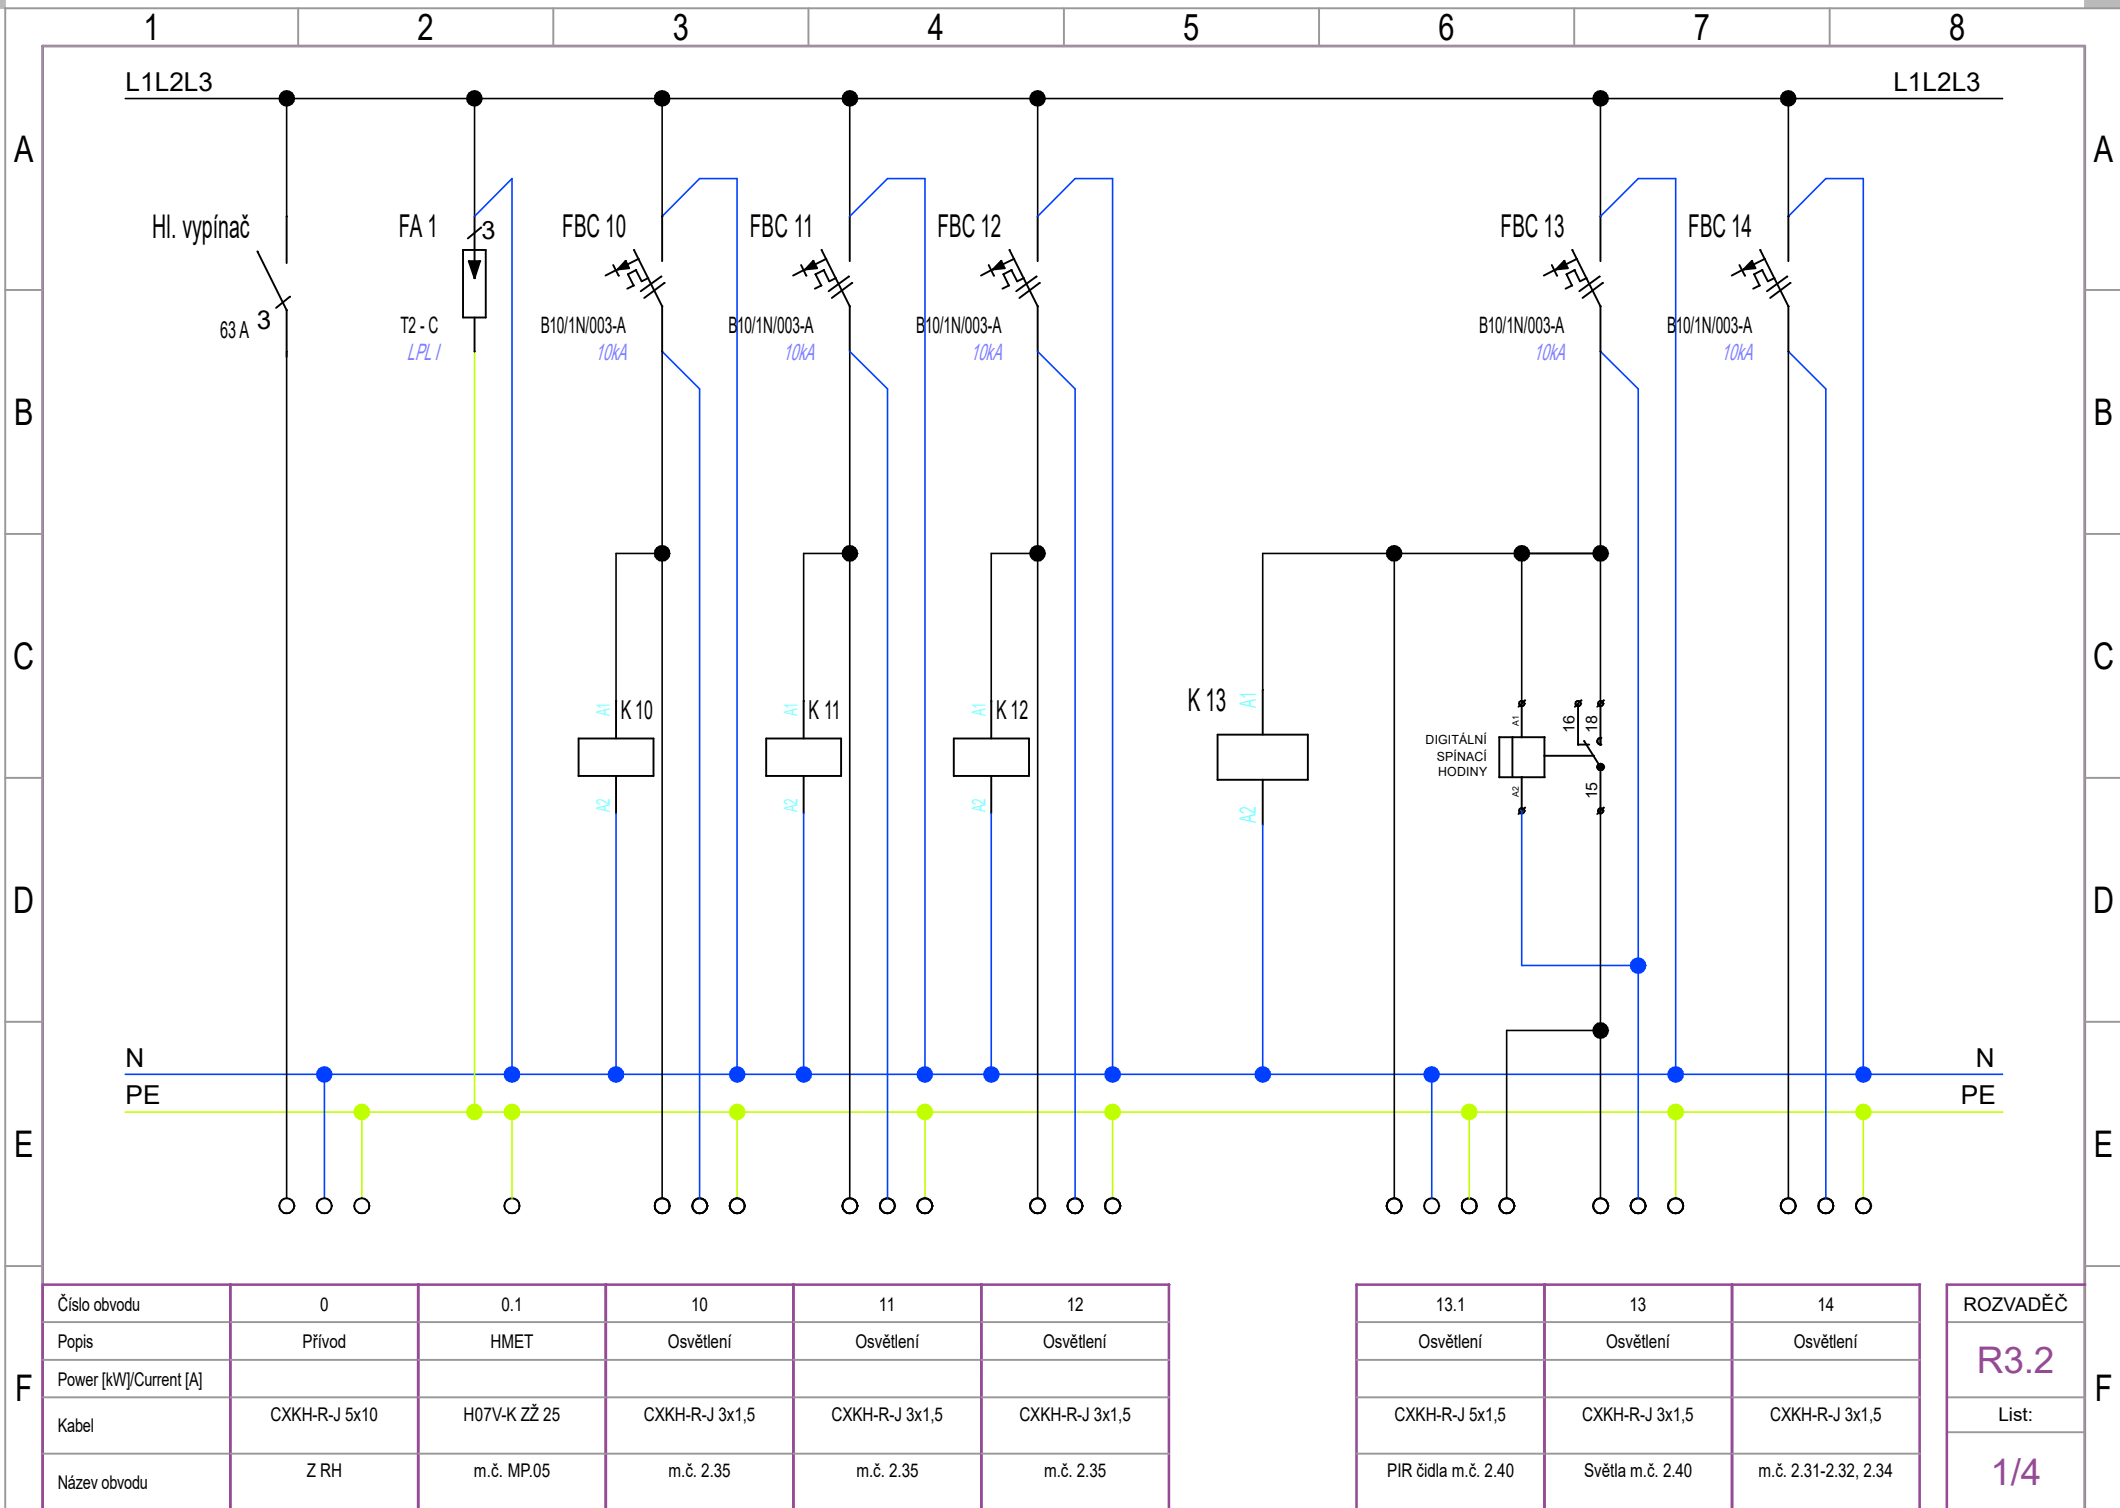 1 2 3 4 5 6 7 8
L1L2L3 L1L2L3
A A
Hl. vypínač FA 1 3 FBC 10 FBC 11 FBC 12 FBC 13 FBC 14
63 A 3 T2 - C B10/1N/003-A B10/1N/003-A B10/1N/003-A B10/1N/003-A B10/1N/003-A
LPL I 10kA 10kA 10kA 10kA 10kA
B B
C C
A1 K 10 A1 K 11 A1 K 12 K 13 A1 A1 16 18
DIGITÁLNÍ
SPÍNACÍ
HODINY
A2 A2 A2 A2 A2 15
D D
N N
PE PE
E E
Číslo obvodu 0 0.1 10 11 12 13.1 13 14 ROZVADĚČ
Popis Přívod HMET Osvětlení Osvětlení Osvětlení Osvětlení Osvětlení Osvětlení R3.2
Power [kW]/Current [A]
F F
Kabel CXKH-R-J 5x10 H07V-K ZŽ 25 CXKH-R-J 3x1,5 CXKH-R-J 3x1,5 CXKH-R-J 3x1,5 CXKH-R-J 5x1,5 CXKH-R-J 3x1,5 CXKH-R-J 3x1,5 List:
Název obvodu Z RH m.č. MP.05 m.č. 2.35 m.č. 2.35 m.č. 2.35 PIR čidla m.č. 2.40 Světla m.č. 2.40 m.č. 2.31-2.32, 2.34 1/4